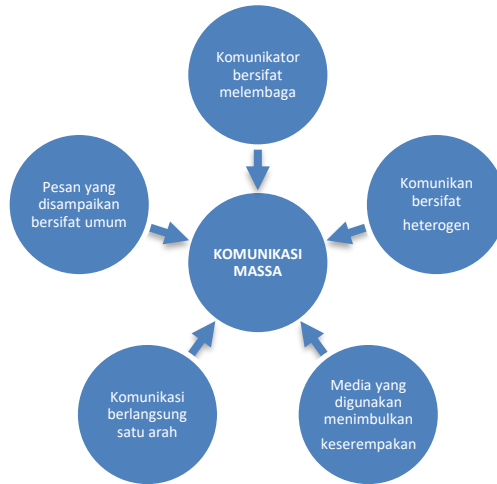 Komunikator
bersifat
melembaga
Pesan yang
disampaikan
bersifat umum
Komunikan
bersifat
heterogen
KOMUNIKASI
MASSA
Komunikasi
berlangsung
satu arah
Media yang
digunakan
menimbulkan
keserempakan